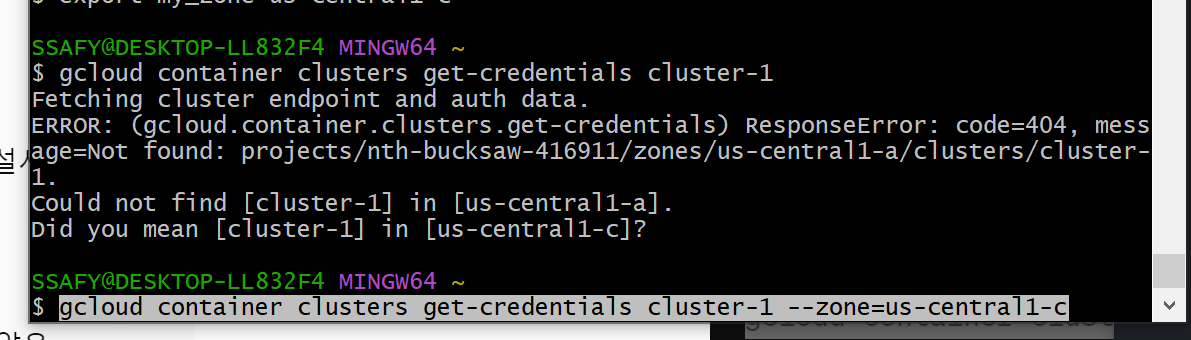 $ export my_zone us-central1-c
SSAFY@DESKTOP-LL832F4 MINGW64 ~
$ gcloud container clusters get-credentials cluster-1
Fetching cluster endpoint and auth data.
ERROR: (gcloud.container.clusters.get-credentials) ResponseError: code=404, mess
age=Not found: projects/nth-bucksaw-416911/zones/us-central1-a/clusters/cluster-
1.
Could not find [cluster-1] in [us-central1-a].
Did you mean [cluster-1] in [us-central1-c]?
SSAFY@DESKTOP-LL832F4 MINGW64 ~
$ gcloud container clusters get-credentials cluster-1 --zone=us-central1-c